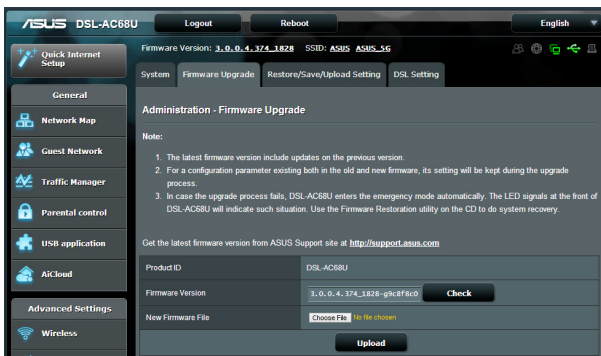 ASUS DSL-AC68U Logout Reboot English
Firmware Version: 3.0.0.4.374_1828 SSID: ASUS ASUS_5G
Quick Internet
Setup
General
Network Map
Guest Network
Traffic Manager
Parental control
USB application
AiCloud
Advanced Settings
Wireless
System Firmware Upgrade Restore/Save/Upload Setting DSL Setting
Administration - Firmware Upgrade
Note:
1. The latest firmware version include updates on the previous version.
2. For a configuration parameter existing both in the old and new firmware, its setting will be kept during the upgrade
process.
3. In case the upgrade process fails, DSL-AC68U enters the emergency mode automatically. The LED signals at the front of
DSL-AC68U will indicate such situation. Use the Firmware Restoration utility on the CD to do system recovery.
Get the latest firmware version from ASUS Support site at http://support.asus.com
Product ID DSL-AC68U
Firmware Version 3.0.0.4.374_1828-g9c8f8c0 Check
New Firmware File Choose File No file chosen
Upload